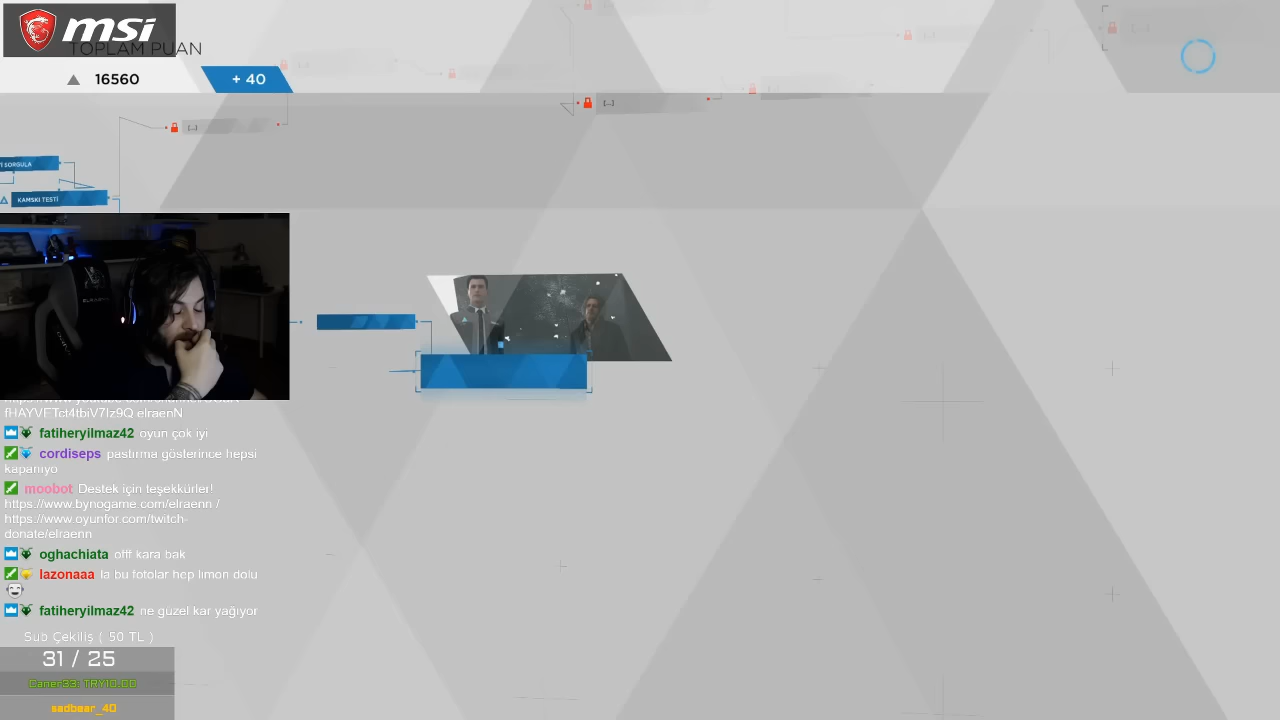 msi
TOPLAM PUAN
16560
+ 40
[...]
[...]
SORGULA
KAMSKI TESTİ
fHAYVETct4tbiV7Iz9Q elraenN
fatiheryilmaz42 oyun çok iyi
cordiseps pastırma gösterince hepsi
kapanıyo
moobot Destek için teşekkürler!
https://www.bynogame.com/elraenn /
https://www.oyunfor.com/twitch-
donate/elraenn
oghachiata offf kara bak
lazonaaa la bu fotolar hep limon dolu
fatiheryilmaz42 ne güzel kar yağıyor
Sub Çekiliş ( 50 TL )
31 / 25
Caner33: TRY10.00
sadbear_40